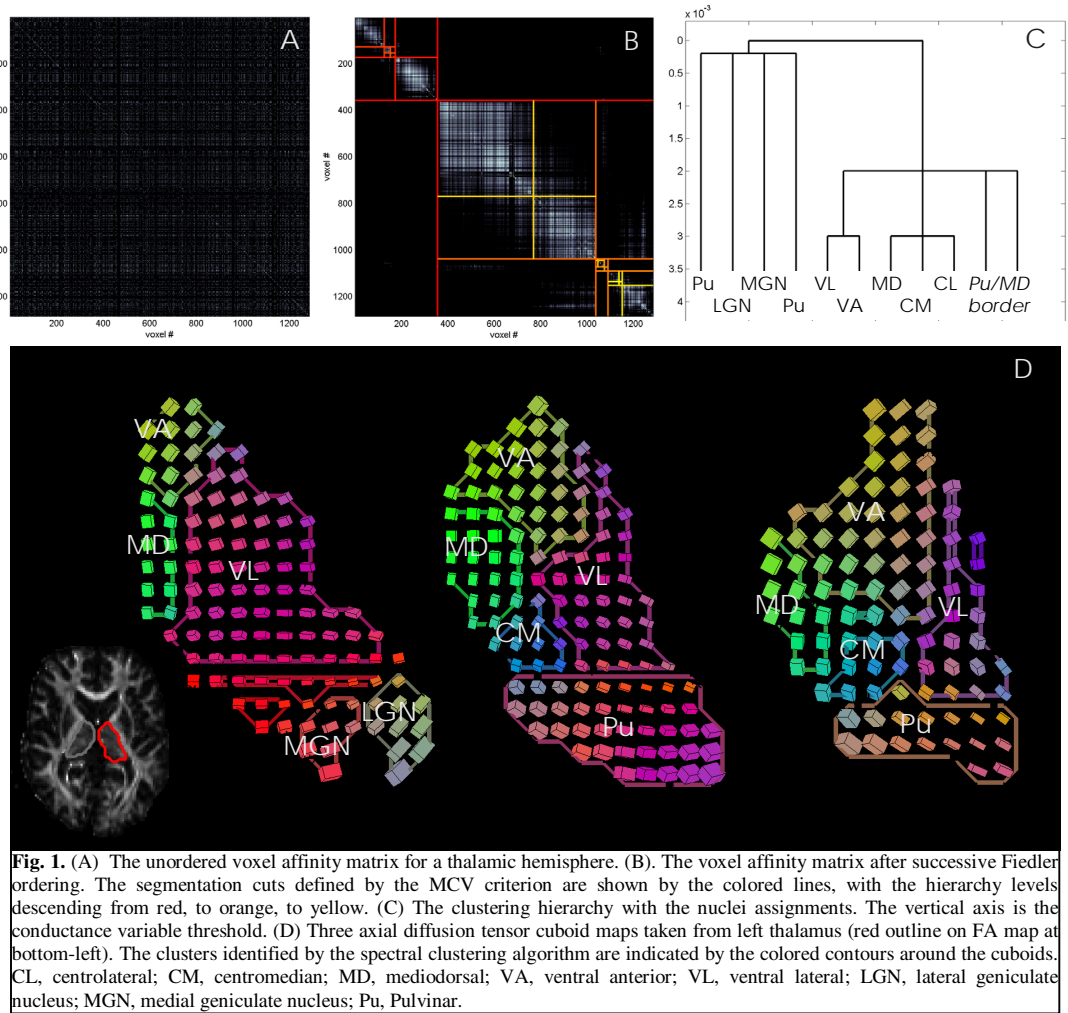 A
200
400
600
800
1000
1200
200 400 600 800 1000 1200
voxel #
B
200
400
600
800
1000
1200
voxel #
200 400 600 800 1000 1200
voxel #
x 10-3
C
0
0.5
1
1.5
2
2.5
3
3.5
4
Pu MGN VL MD CL Pu/MD
LGN Pu VA CM border
D
VA
VA
VA
MD
MD
VL
VL
MD
VL
CM
CM
LGN
MGN
Pu
Pu
Fig. 1. (A) The unordered voxel affinity matrix for a thalamic hemisphere. (B). The voxel affinity matrix after successive Fiedler
ordering. The segmentation cuts defined by the MCV criterion are shown by the colored lines, with the hierarchy levels
descending from red, to orange, to yellow. (C) The clustering hierarchy with the nuclei assignments. The vertical axis is the
conductance variable threshold. (D) Three axial diffusion tensor cuboid maps taken from left thalamus (red outline on FA map at
bottom-left). The clusters identified by the spectral clustering algorithm are indicated by the colored contours around the cuboids.
CL, centrolateral; CM, centromedian; MD, mediodorsal; VA, ventral anterior; VL, ventral lateral; LGN, lateral geniculate
nucleus; MGN, medial geniculate nucleus; Pu, Pulvinar.